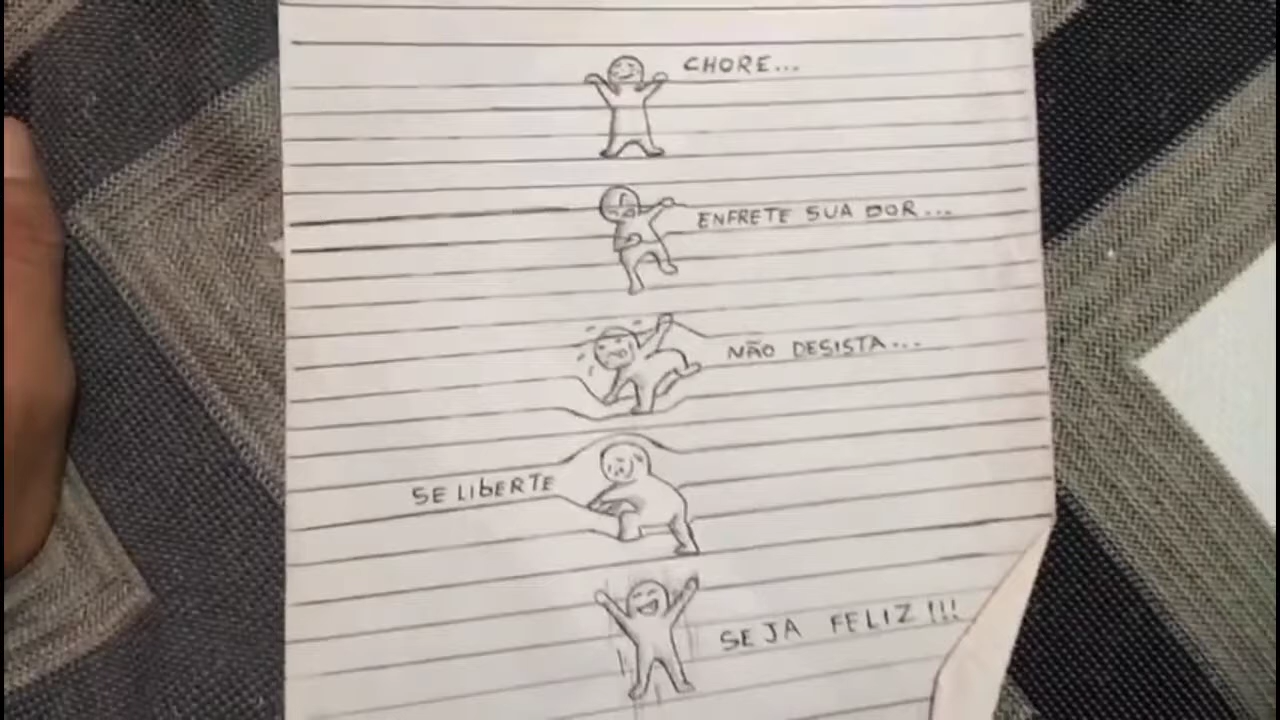 CHORE...
ENFRETE SUA DOR...
NÃO DESISTA...
SE LIbERTE
SEJA FELIZ!!!